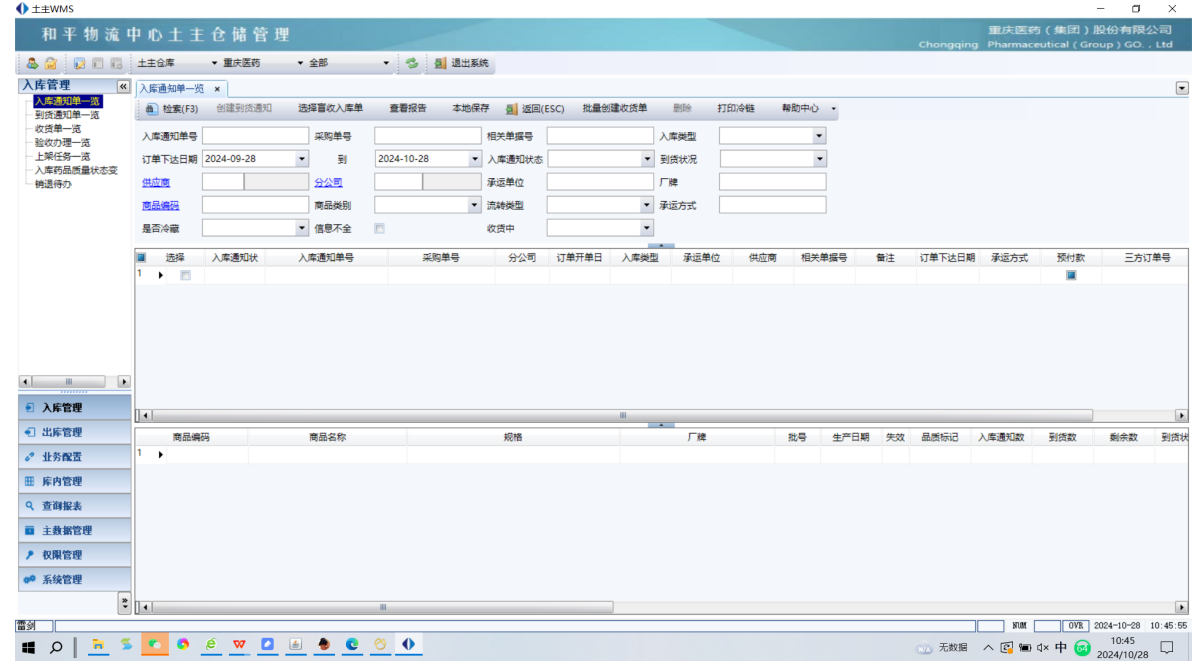 土主WMS
和平物流中心土主仓储管理
重庆医药（集团）股份有限公司
Chongqing Pharmaceutical ( Group ) GO. , Ltd
土主仓库 重庆医药 全部 退出系统
入库管理
入库通知单一览
到货通知单一览
收货单一览
验收办理一览
上架任务一览
入库药品质量状态变
销退待办
入库通知单一览
检索(F3) 创建到货通知 选择盲收入库单 查看报告 本地保存 返回(ESC) 批量创建收货单 删除 打印冷链 帮助中心
入库通知单号 采购单号 相关单据号 入库类型
订单下达日期 2024-09-28 到 2024-10-28 入库通知状态 到货状况
供应商 分公司 承运单位 厂牌
商品编码 商品类别 流转类型 承运方式
是否冷藏 信息不全 收货中
选择 入库通知状 入库通知单号 采购单号 分公司 订单开单日 入库类型 承运单位 供应商 相关单据号 备注 订单下达日期 承运方式 预付款 三方订单号
1
商品编码 商品名称 规格 厂牌 批号 生产日期 失效 品质标记 入库通知数 到货数 剩余数 到货状
1
入库管理
出库管理
业务配置
库内管理
查询报表
主数据管理
权限管理
系统管理
雷剑 NUM OVR 2024-10-28 10:45:55
无数据 中 64 10:45
2024/10/28